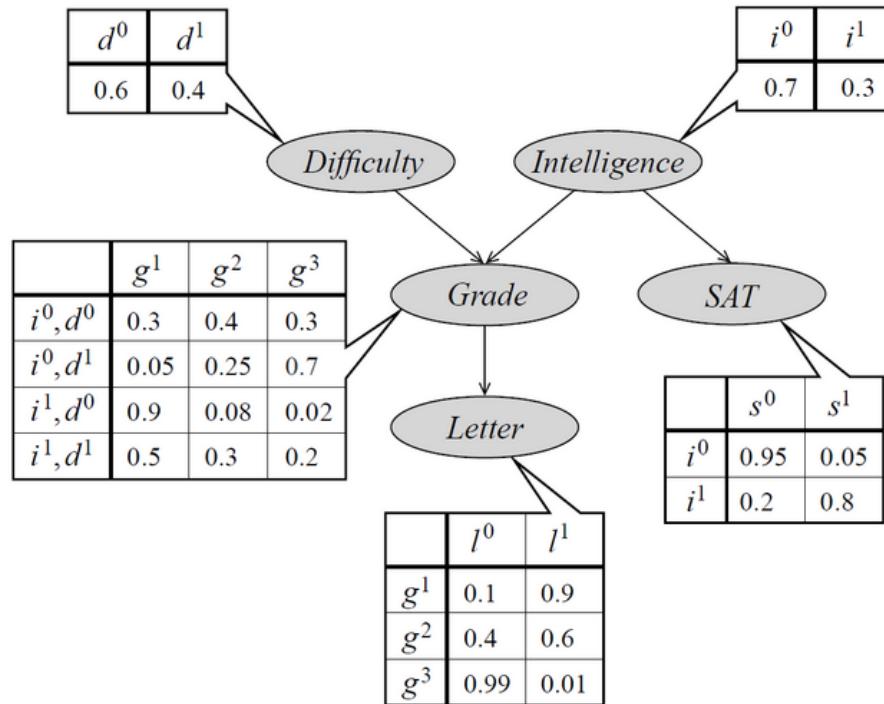 d⁰ d¹
0.6 0.4
i⁰ i¹
0.7 0.3
Difficulty
Intelligence
g¹ g² g³
i⁰, d⁰ 0.3 0.4 0.3
i⁰, d¹ 0.05 0.25 0.7
i¹, d⁰ 0.9 0.08 0.02
i¹, d¹ 0.5 0.3 0.2
Grade
SAT
Letter
s⁰ s¹
i⁰ 0.95 0.05
i¹ 0.2 0.8
l⁰ l¹
g¹ 0.1 0.9
g² 0.4 0.6
g³ 0.99 0.01